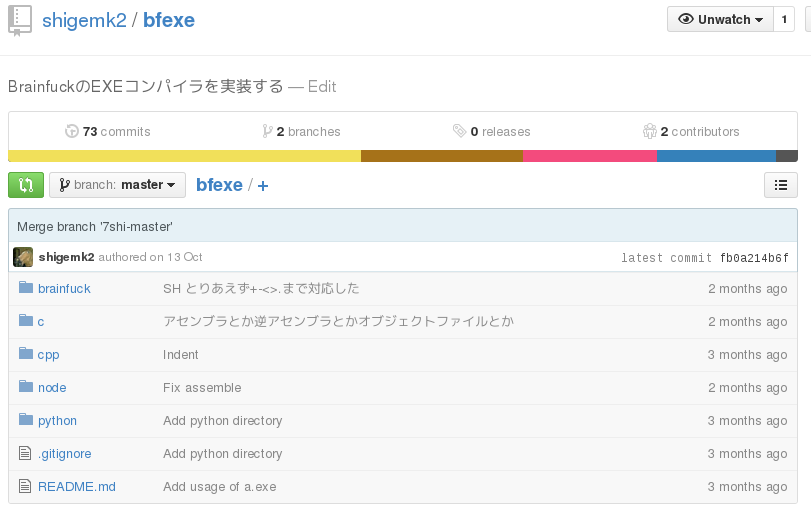 shigemk2 / bfexe Unwatch 1
BrainfuckのEXEコンパイラを実装する — Edit
73 commits 2 branches 0 releases 2 contributors
branch: master bfexe / +
Merge branch '7shi-master'
shigemk2 authored on 13 Oct latest commit fb0a214b6f
brainfuck SH とりあえず+-<>.まで対応した 2 months ago
c アセンブラとか逆アセンブラとかオブジェクトファイルとか 2 months ago
cpp Indent 3 months ago
node Fix assemble 2 months ago
python Add python directory 3 months ago
.gitignore Add python directory 3 months ago
README.md Add usage of a.exe 3 months ago